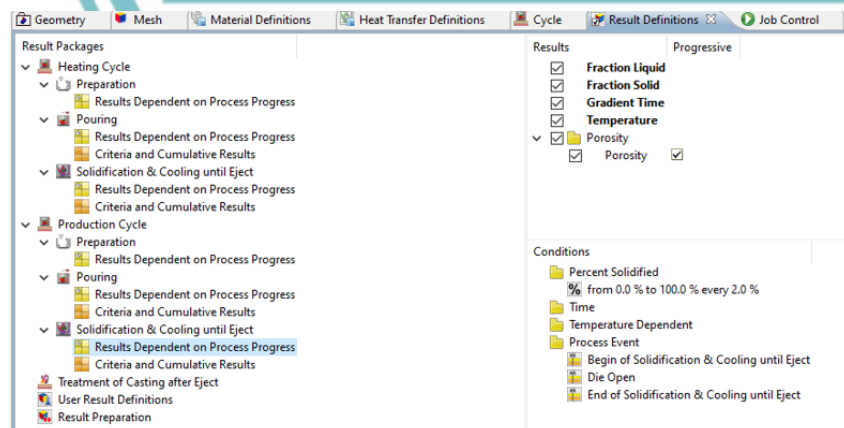 Geometry Mesh Material Definitions Heat Transfer Definitions Cycle Result Definitions Job Control
Result Packages
Heating Cycle
Preparation
Results Dependent on Process Progress
Pouring
Results Dependent on Process Progress
Criteria and Cumulative Results
Solidification & Cooling until Eject
Results Dependent on Process Progress
Criteria and Cumulative Results
Production Cycle
Preparation
Results Dependent on Process Progress
Pouring
Results Dependent on Process Progress
Criteria and Cumulative Results
Solidification & Cooling until Eject
Results Dependent on Process Progress
Criteria and Cumulative Results
Treatment of Casting after Eject
User Result Definitions
Result Preparation
Results Progressive
Fraction Liquid
Fraction Solid
Gradient Time
Temperature
Porosity
Porosity
Conditions
Percent Solidified
% from 0.0 % to 100.0 % every 2.0 %
Time
Temperature Dependent
Process Event
Begin of Solidification & Cooling until Eject
Die Open
End of Solidification & Cooling until Eject